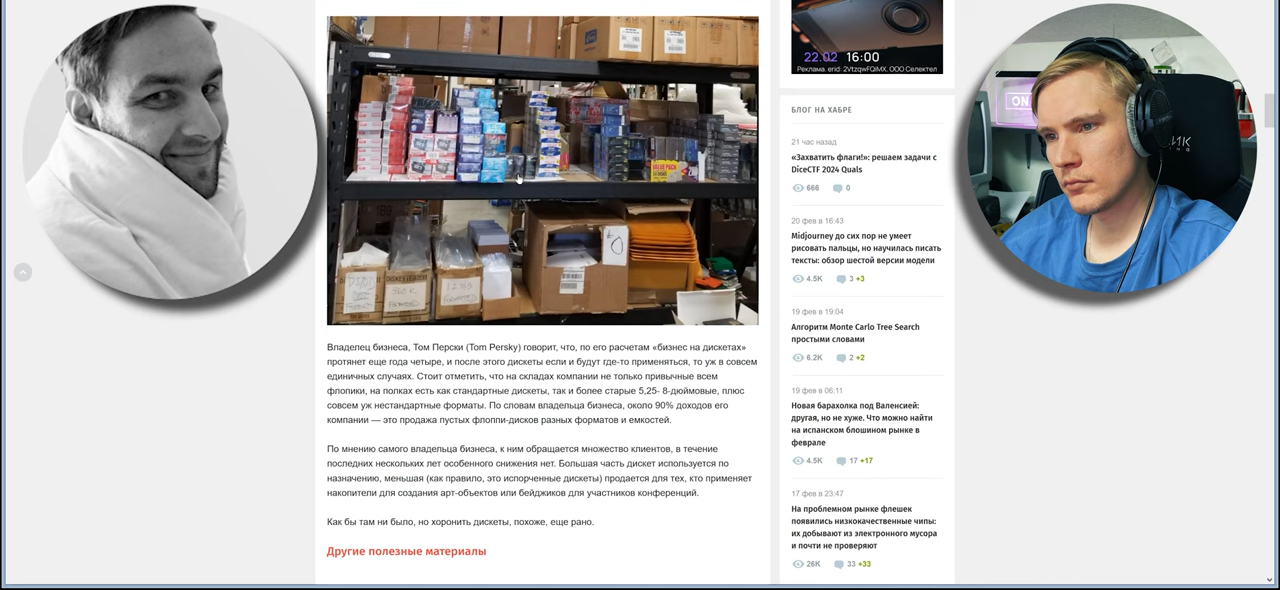 22.02 16:00
Реклама. erid: 2VtzqwFQiMX, ООО Селектел
VALUE PACK
ON
Владелец бизнеса, Том Перски (Tom Persky) говорит, что, по его расчетам «бизнес на дискетах»
протянет еще года четыре, и после этого дискеты если и будут где-то применяться, то уж в совсем
единичных случаях. Стоит отметить, что на складах компании не только привычные всем
флопики, на полках есть как стандартные дискеты, так и более старые 5,25- 8-дюймовые, плюс
совсем уж нестандартные форматы. По словам владельца бизнеса, около 90% доходов его
компании — это продажа пустых флоппи-дисков разных форматов и емкостей.
По мнению самого владельца бизнеса, к ним обращается множество клиентов, в течение
последних нескольких лет особенного снижения нет. Большая часть дискет используется по
назначению, меньшая (как правило, это испорченные дискеты) продается для тех, кто применяет
накопители для создания арт-объектов или бейджиков для участников конференций.
Как бы там ни было, но хоронить дискеты, похоже, еще рано.
Другие полезные материалы
БЛОГ НА ХАБРЕ
21 час назад
«Захватить флаги!»: решаем задачи с
DiceCTF 2024 Quals
666 0
20 фев в 16:43
Midjourney до сих пор не умеет
рисовать пальцы, но научилась писать
тексты: обзор шестой версии модели
4.5K 3 +3
19 фев в 19:04
Алгоритм Monte Carlo Tree Search
простыми словами
6.2K 2 +2
19 фев в 06:11
Новая барахолка под Валенсией:
другая, но не хуже. Что можно найти
на испанском блошином рынке в
феврале
4.5K 17 +17
17 фев в 23:47
На проблемном рынке флешек
появились низкокачественные чипы:
их добывают из электронного мусора
и почти не проверяют
26K 33 +33